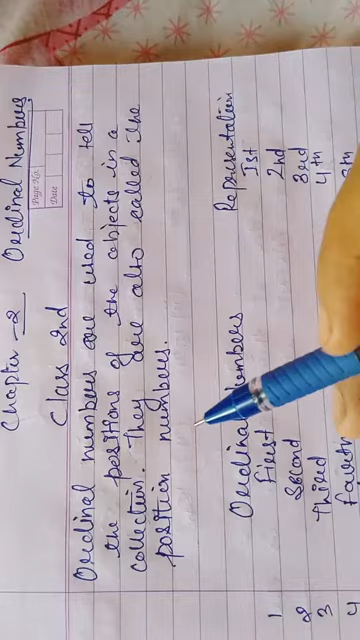 Chapter - 2 Ordinal Numbers
Page No.
Date
Class 2nd
Ordinal numbers are used to tell
the positions of the objects in a
collection. They are also called the
position numbers.
Ordinal Numbers Representation
1 First Ist
2 Second 2nd
3 Third 3rd
4 4th